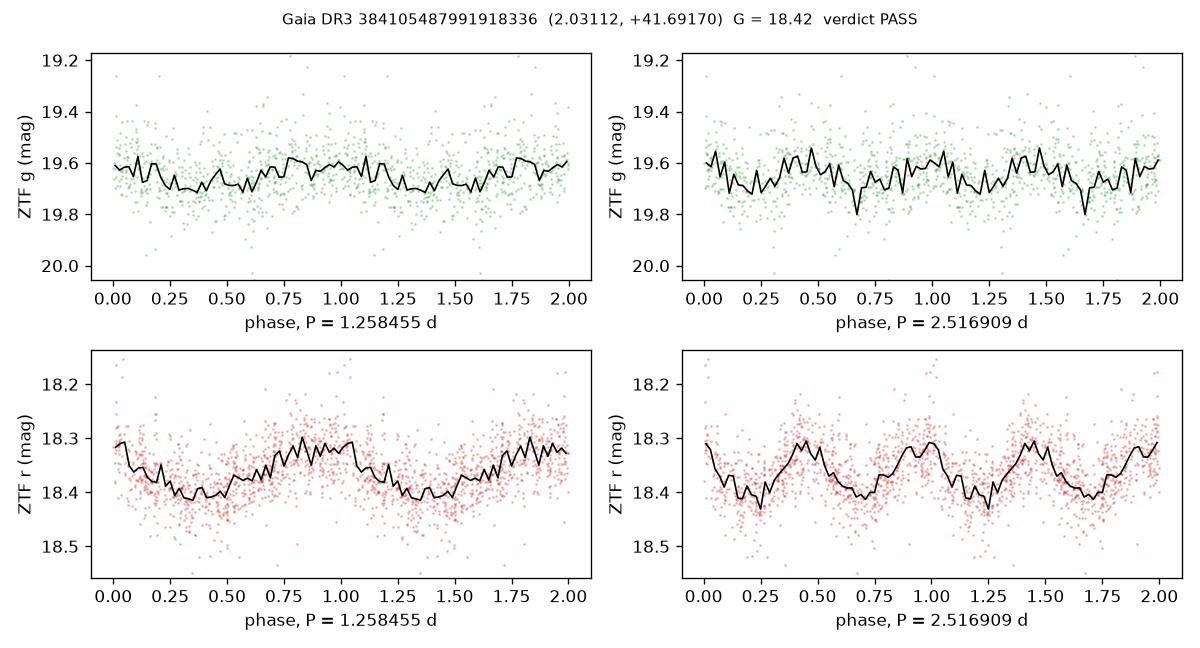 Gaia DR3 384105487991918336  (2.03112, +41.69170)  G = 18.42  verdict PASS
ZTF g (mag)
19.2
19.4
19.6
19.8
20.0
0.00 0.25 0.50 0.75 1.00 1.25 1.50 1.75 2.00
phase, P = 1.258455 d
ZTF g (mag)
19.2
19.4
19.6
19.8
20.0
0.00 0.25 0.50 0.75 1.00 1.25 1.50 1.75 2.00
phase, P = 2.516909 d
ZTF r (mag)
18.2
18.3
18.4
18.5
0.00 0.25 0.50 0.75 1.00 1.25 1.50 1.75 2.00
phase, P = 1.258455 d
ZTF r (mag)
18.2
18.3
18.4
18.5
0.00 0.25 0.50 0.75 1.00 1.25 1.50 1.75 2.00
phase, P = 2.516909 d